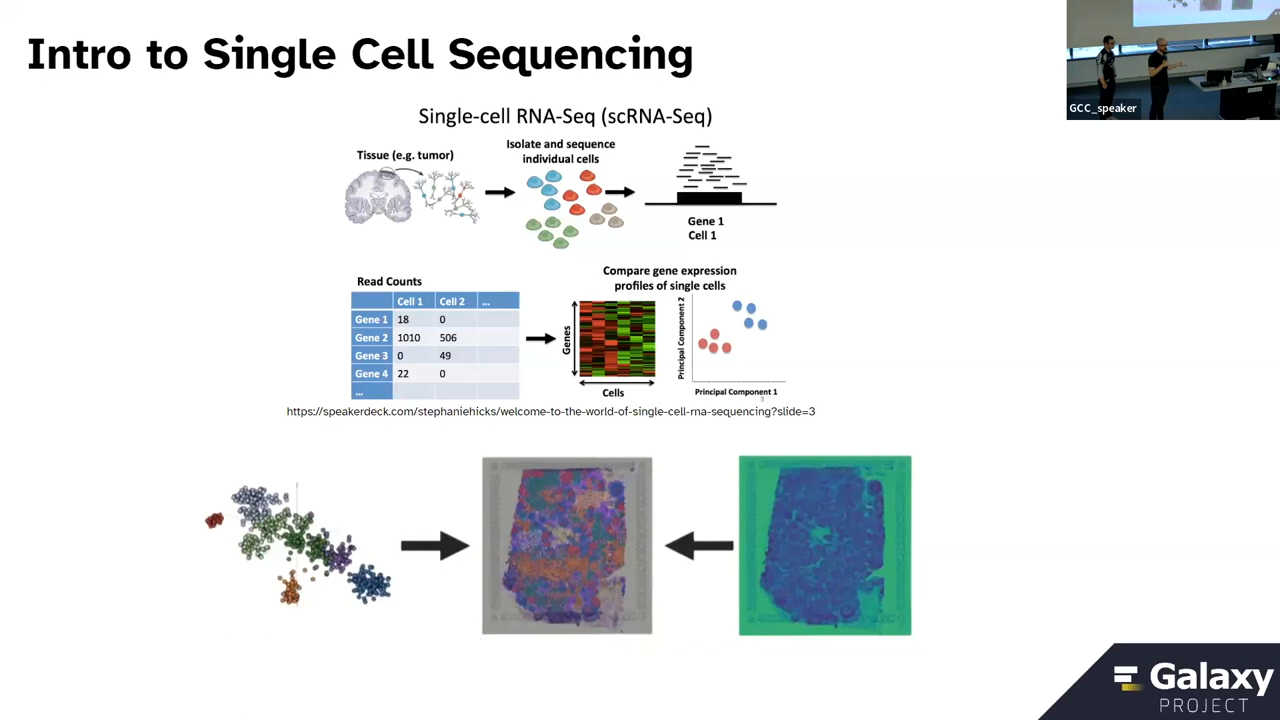 Intro to Single Cell Sequencing
GCC_speaker
Single-cell RNA-Seq (scRNA-Seq)
Tissue (e.g. tumor)
Isolate and sequence
individual cells
Gene 1
Cell 1
Read Counts
Cell 1 Cell 2 ...
Gene 1 18 0
Gene 2 1010 506
Gene 3 0 49
Gene 4 22 0
...
Compare gene expression
profiles of single cells
Genes
Cells
Principal Component 2
Principal Component 1
3
https://speakerdeck.com/stephaniehicks/welcome-to-the-world-of-single-cell-rna-sequencing?slide=3
Galaxy
PROJECT